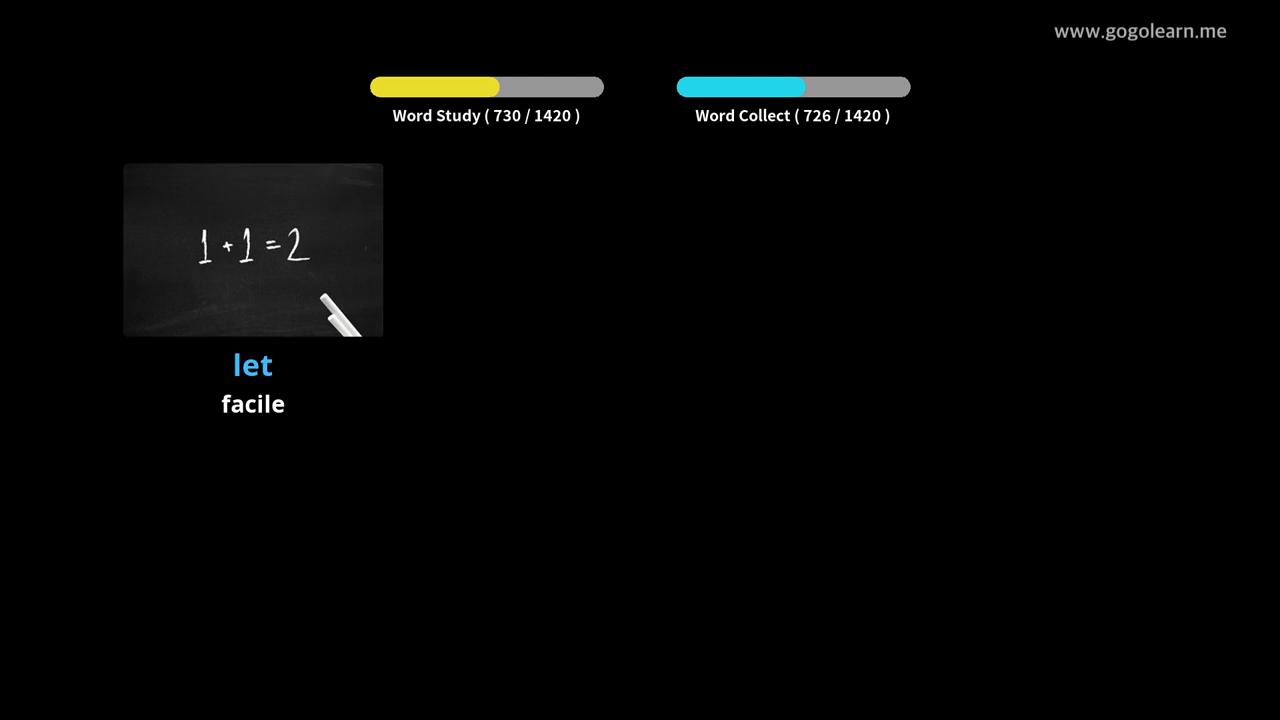 www.gogolearn.me
Word Study ( 730 / 1420 )
Word Collect ( 726 / 1420 )
1 + 1 = 2
let
facile